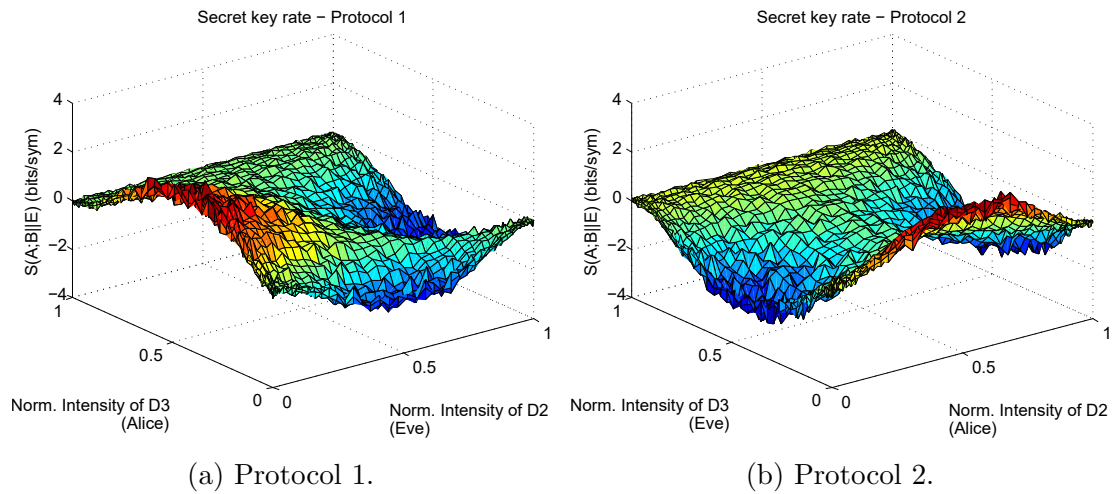 Secret key rate − Protocol 1
S(A;B||E) (bits/sym)
4
2
0
−2
−4
1
0.5
0
0
0.5
1
Norm. Intensity of D3
(Alice)
Norm. Intensity of D2
(Eve)
(a) Protocol 1.
Secret key rate − Protocol 2
S(A;B||E) (bits/sym)
4
2
0
−2
−4
1
0.5
0
0
0.5
1
Norm. Intensity of D3
(Eve)
Norm. Intensity of D2
(Alice)
(b) Protocol 2.